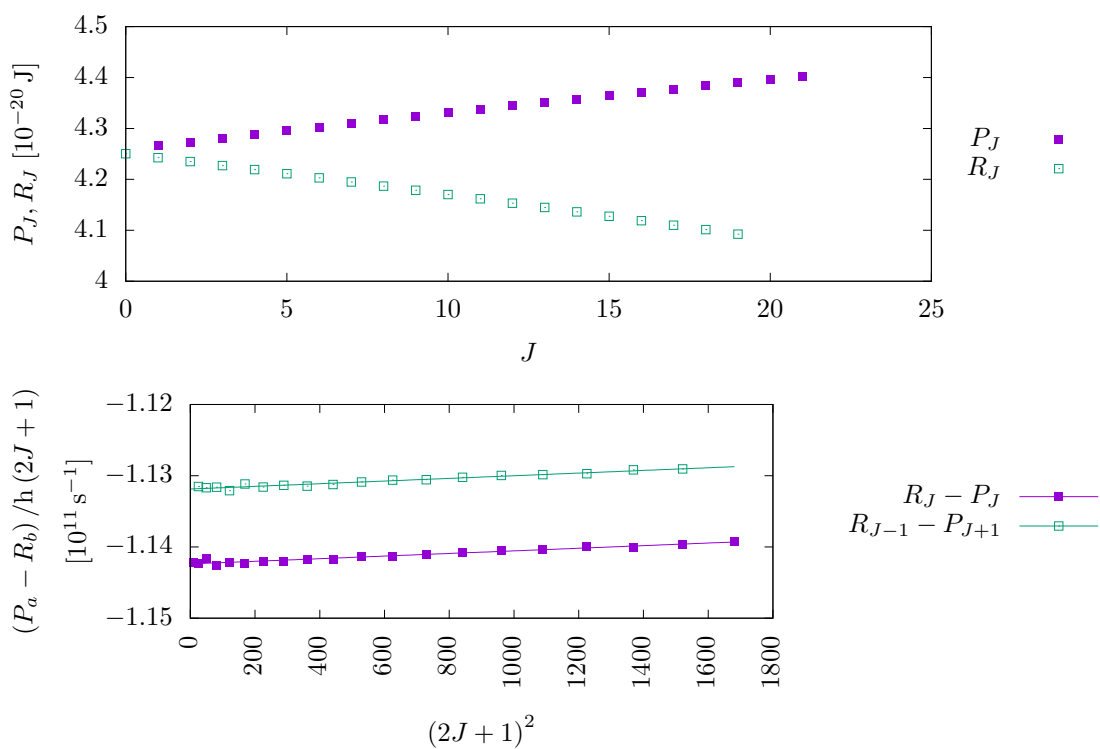 4.5
4.4
4.3
4.2
4.1
4
P_J, R_J [10^{−20} J]
0 5 10 15 20 25
J
P_J
R_J
−1.12
−1.13
−1.14
−1.15
(P_a − R_b) /h (2J + 1)
[10^{11} s^{−1}]
0 200 400 600 800 1000 1200 1400 1600 1800
(2J + 1)^2
R_J − P_J
R_{J−1} − P_{J+1}